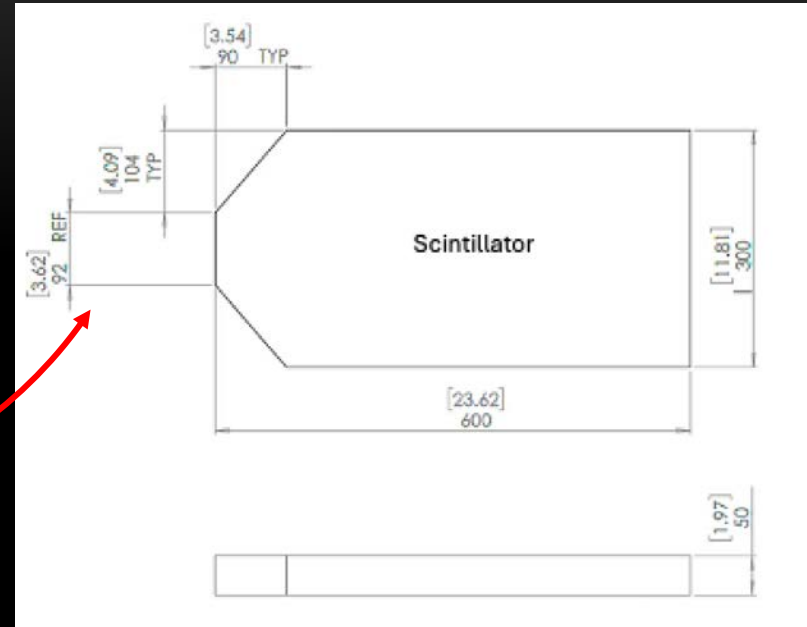 [3.54]
90 TYP
[4.09]
104
TYP
[3.62]
92 REF
Scintillator
[11.81]
300
[23.62]
600
[1.97]
50